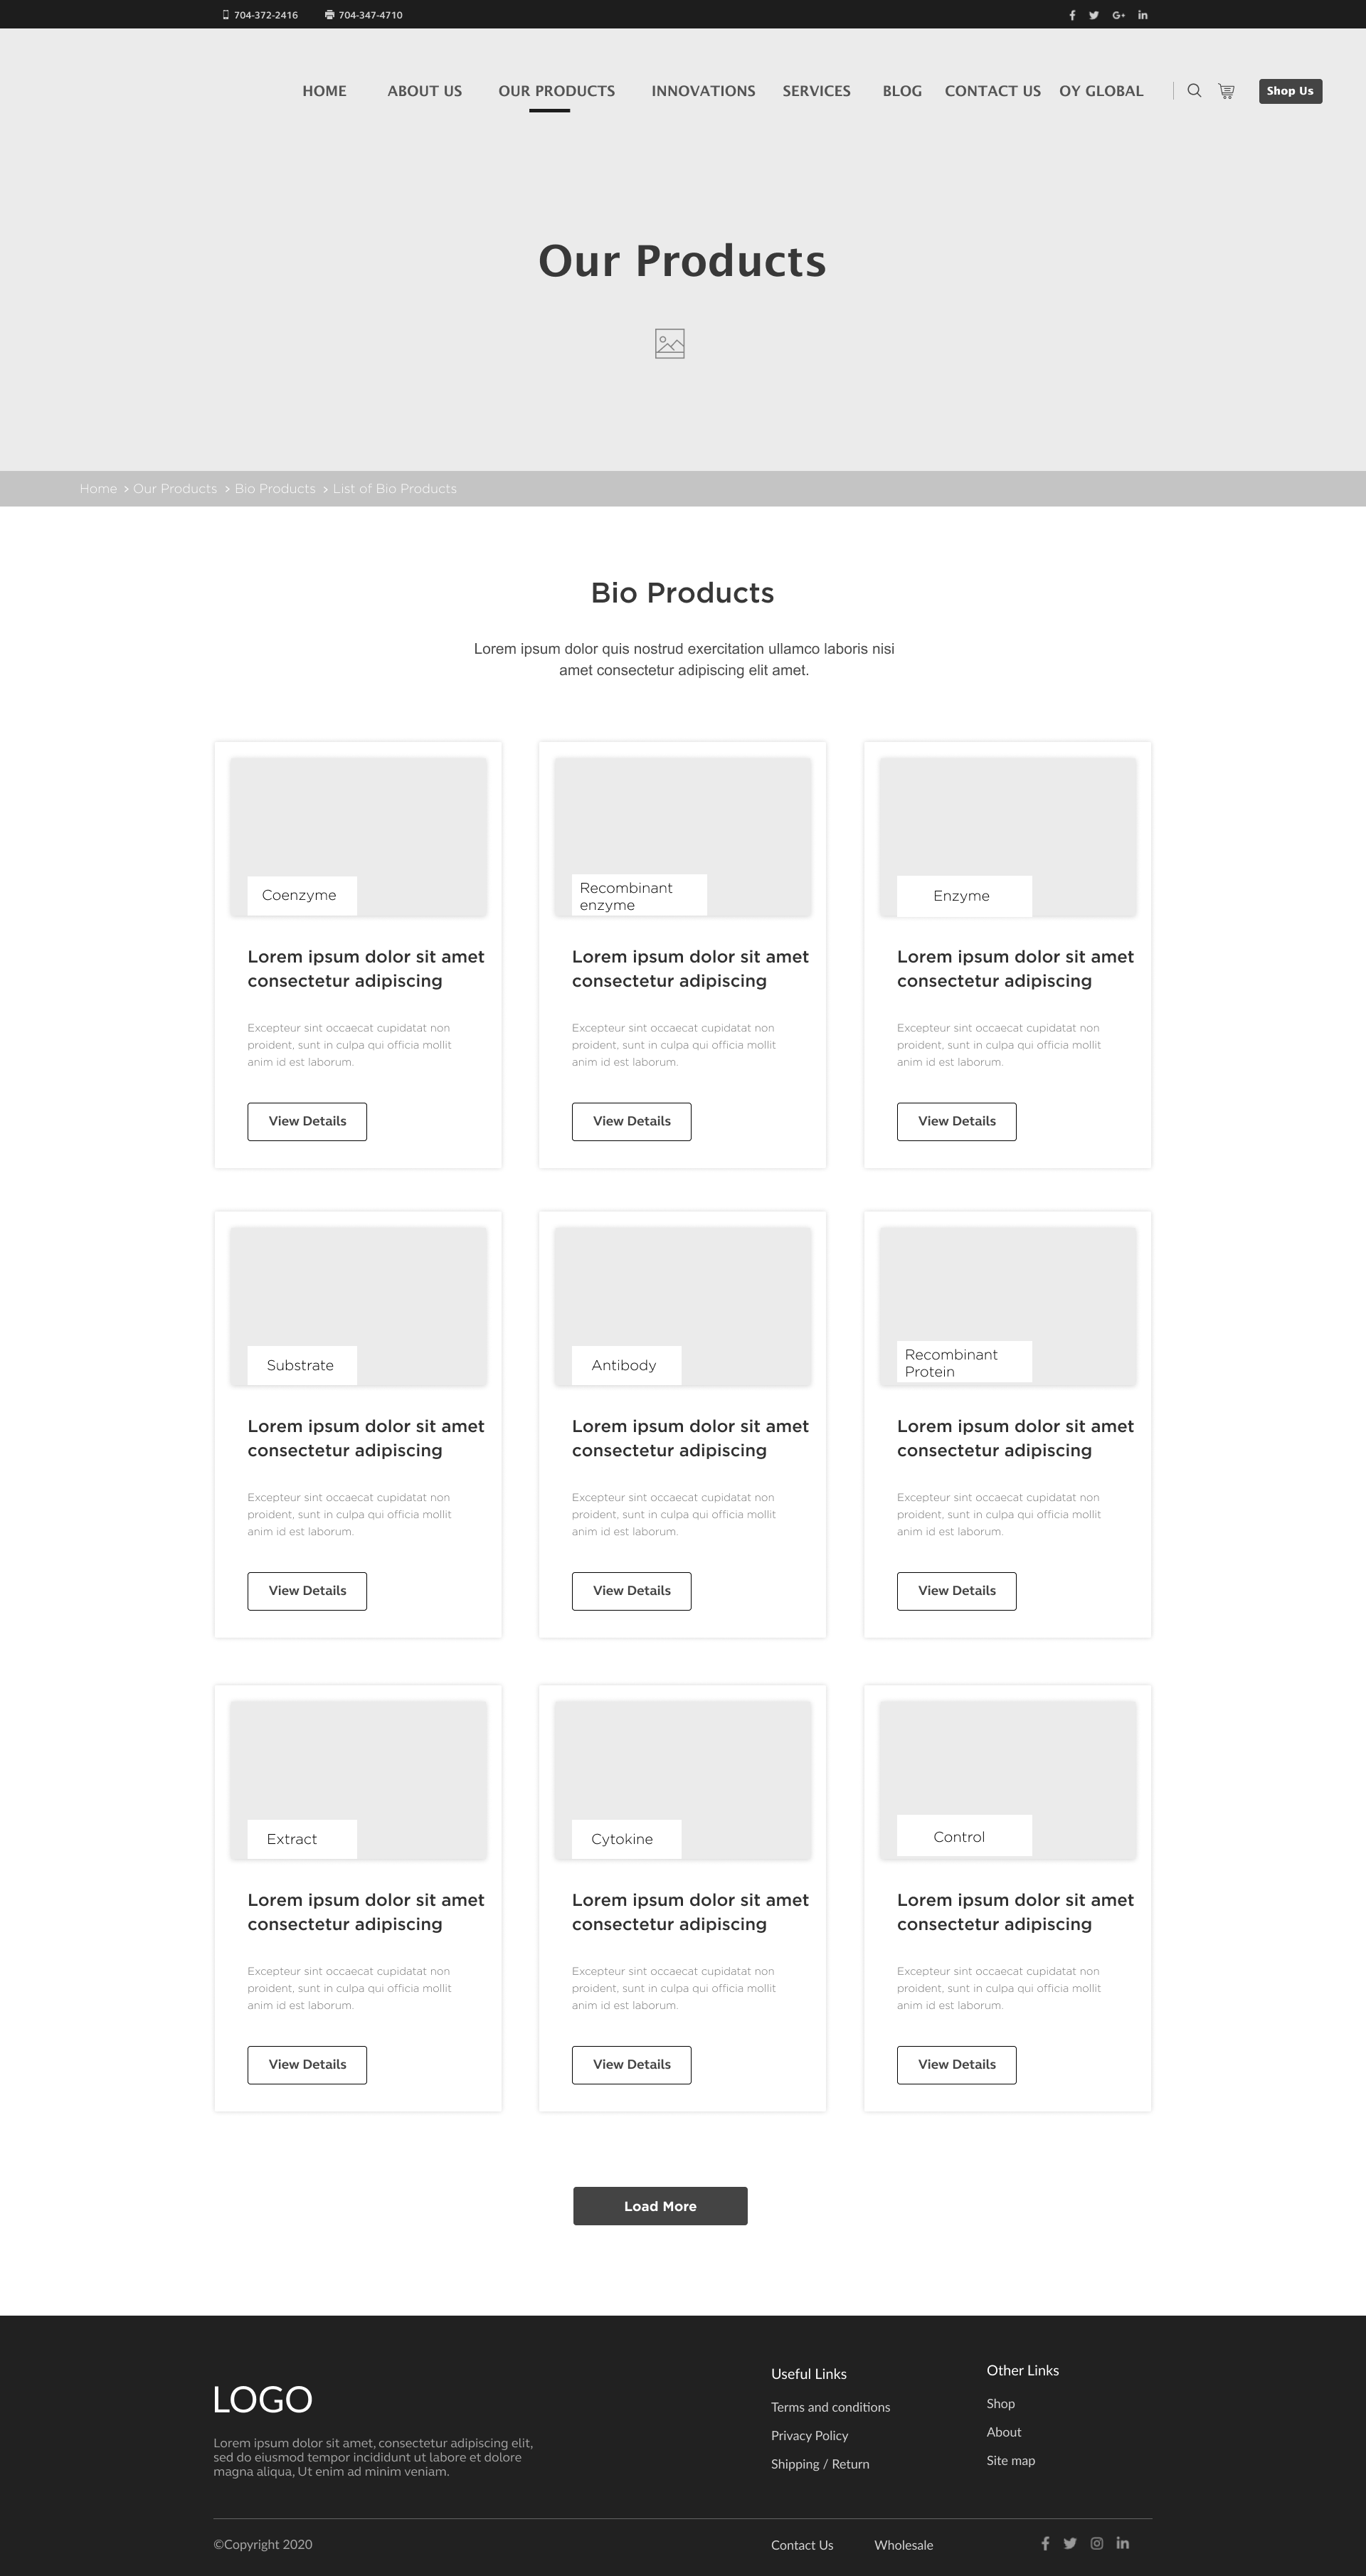 704-372-2416 704-347-4710
HOME ABOUT US OUR PRODUCTS INNOVATIONS SERVICES BLOG CONTACT US OY GLOBAL Shop Us
Our Products
Home > Our Products > Bio Products > List of Bio Products
Bio Products
Lorem ipsum dolor quis nostrud exercitation ullamco laboris nisi
amet consectetur adipiscing elit amet.
Coenzyme
Lorem ipsum dolor sit amet
consectetur adipiscing
Excepteur sint occaecat cupidatat non
proident, sunt in culpa qui officia mollit
anim id est laborum.
View Details
Recombinant
enzyme
Lorem ipsum dolor sit amet
consectetur adipiscing
Excepteur sint occaecat cupidatat non
proident, sunt in culpa qui officia mollit
anim id est laborum.
View Details
Enzyme
Lorem ipsum dolor sit amet
consectetur adipiscing
Excepteur sint occaecat cupidatat non
proident, sunt in culpa qui officia mollit
anim id est laborum.
View Details
Substrate
Lorem ipsum dolor sit amet
consectetur adipiscing
Excepteur sint occaecat cupidatat non
proident, sunt in culpa qui officia mollit
anim id est laborum.
View Details
Antibody
Lorem ipsum dolor sit amet
consectetur adipiscing
Excepteur sint occaecat cupidatat non
proident, sunt in culpa qui officia mollit
anim id est laborum.
View Details
Recombinant
Protein
Lorem ipsum dolor sit amet
consectetur adipiscing
Excepteur sint occaecat cupidatat non
proident, sunt in culpa qui officia mollit
anim id est laborum.
View Details
Extract
Lorem ipsum dolor sit amet
consectetur adipiscing
Excepteur sint occaecat cupidatat non
proident, sunt in culpa qui officia mollit
anim id est laborum.
View Details
Cytokine
Lorem ipsum dolor sit amet
consectetur adipiscing
Excepteur sint occaecat cupidatat non
proident, sunt in culpa qui officia mollit
anim id est laborum.
View Details
Control
Lorem ipsum dolor sit amet
consectetur adipiscing
Excepteur sint occaecat cupidatat non
proident, sunt in culpa qui officia mollit
anim id est laborum.
View Details
Load More
LOGO
Lorem ipsum dolor sit amet, consectetur adipiscing elit,
sed do eiusmod tempor incididunt ut labore et dolore
magna aliqua, Ut enim ad minim veniam.
Useful Links
Terms and conditions
Privacy Policy
Shipping / Return
Other Links
Shop
About
Site map
©Copyright 2020
Contact Us Wholesale